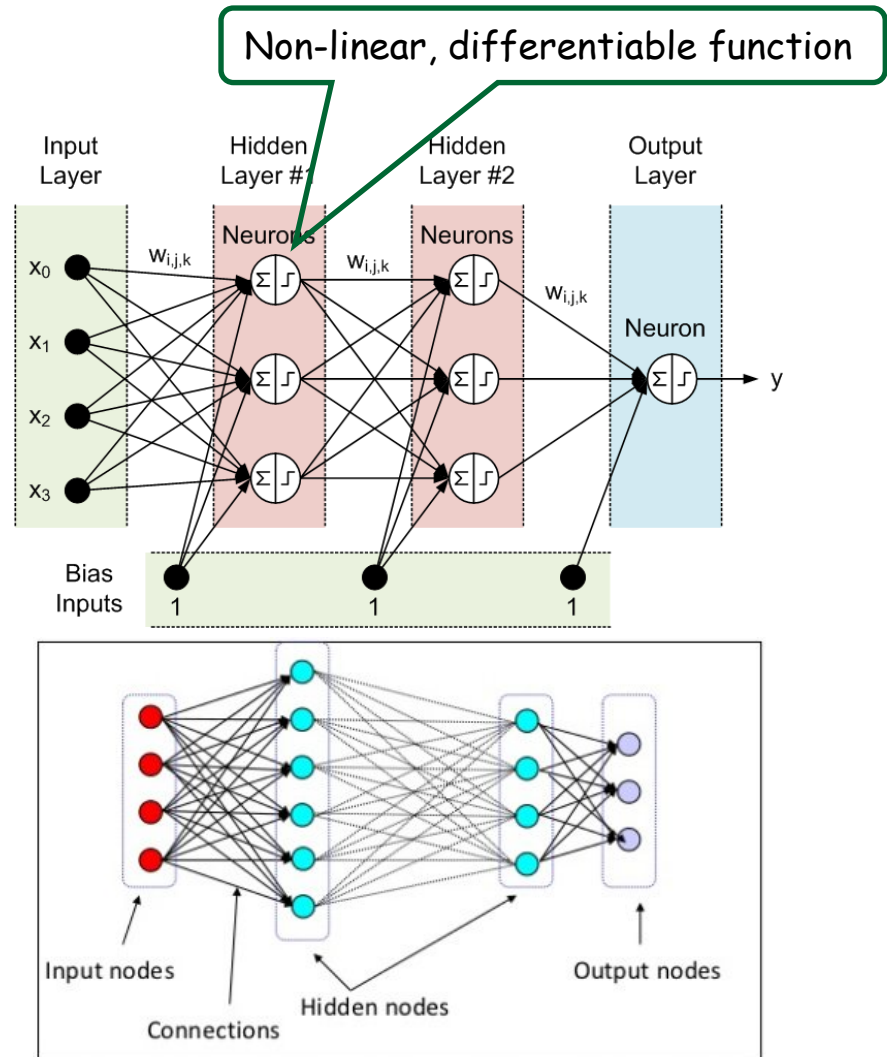 Non-linear, differentiable function
Input
Layer
Hidden
Layer #1
Hidden
Layer #2
Output
Layer
Neurons
Neurons
Neuron
x0
x1
x2
x3
wi,j,k
wi,j,k
wi,j,k
Σ
Σ
Σ
Σ
Σ
Σ
Σ
y
Bias
Inputs
1
1
1
Input nodes
Connections
Hidden nodes
Output nodes